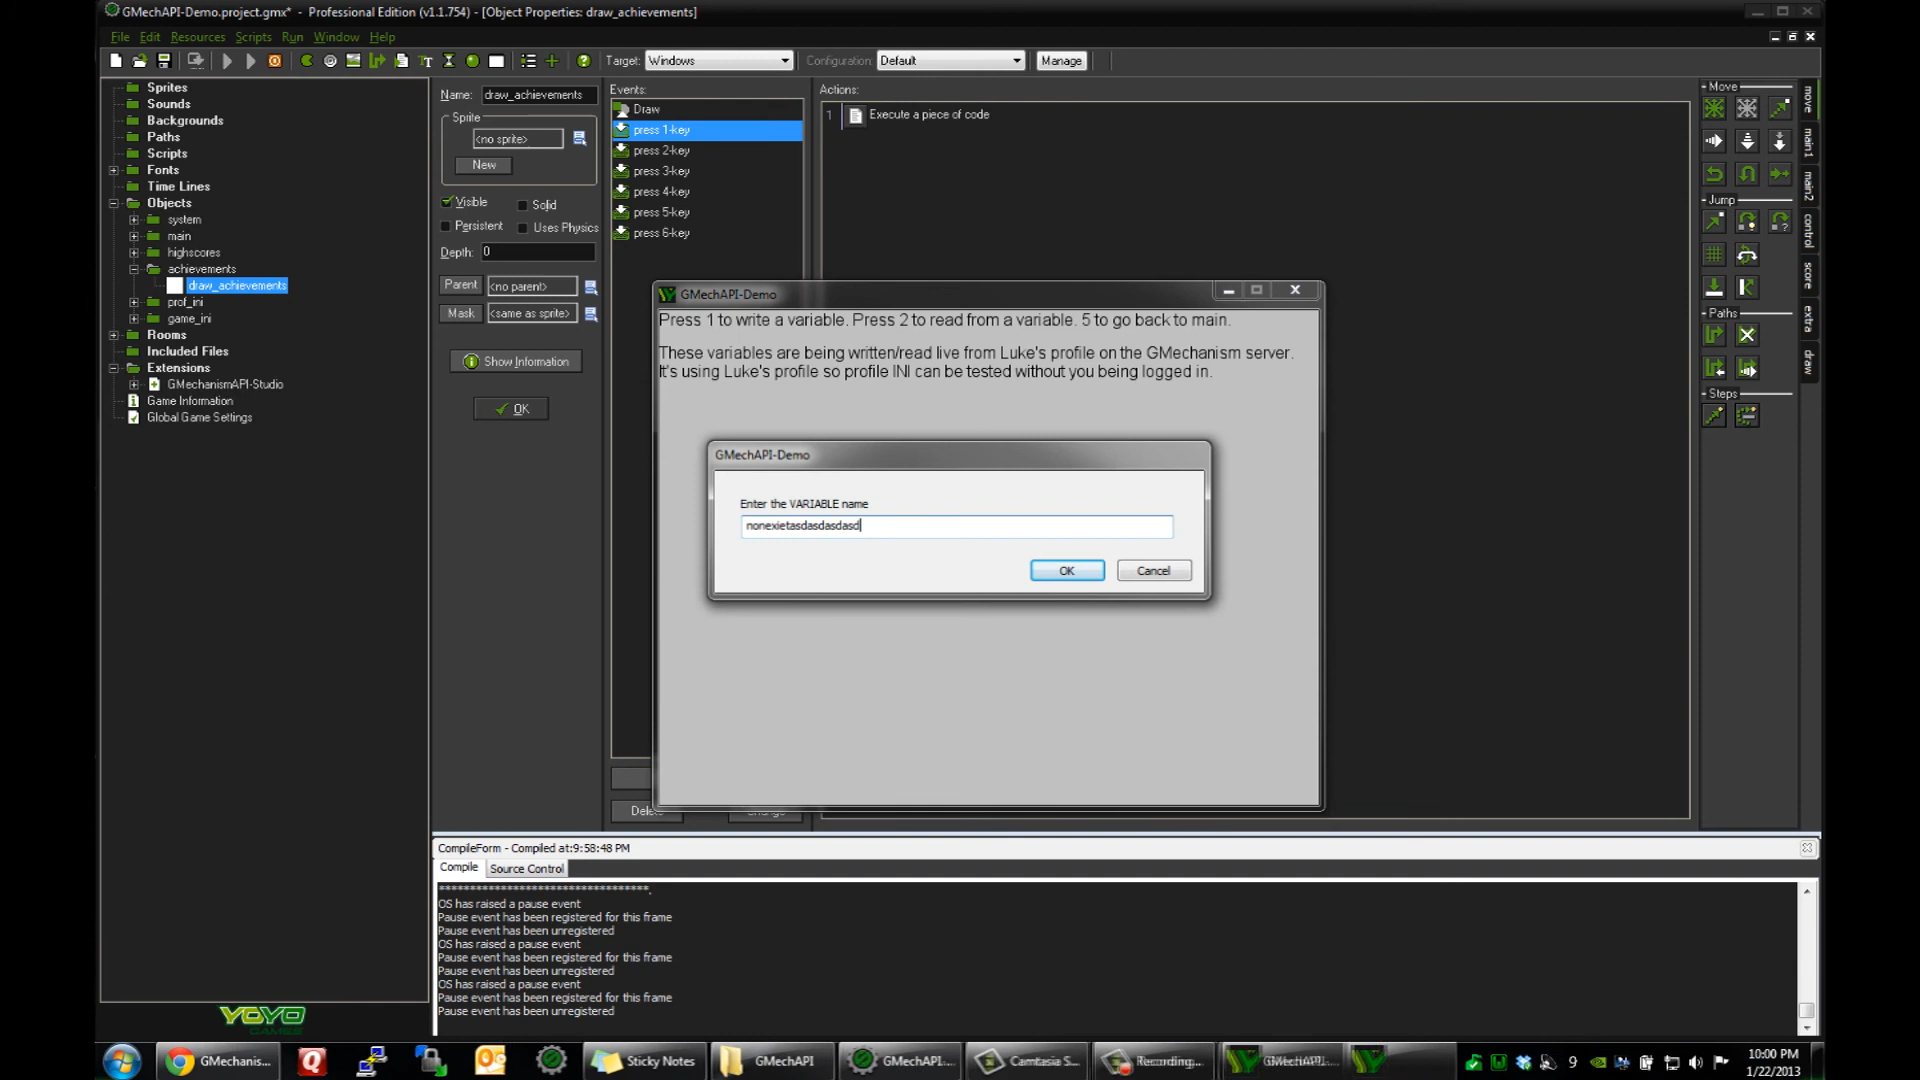 GMechAPI-Demo.project.gmx* - Professional Edition (v1.1.754) - [Object Properties: draw_achievements]
File Edit Resources Scripts Run Window Help
Target: Windows Configuration: Default Manage
Sprites
Sounds
Backgrounds
Paths
Scripts
Fonts
Time Lines
Objects
system
main
highscores
achievements
draw_achievements
prof_ini
game_ini
Rooms
Included Files
Extensions
GMechanismAPI-Studio
Game Information
Global Game Settings
YOYO
GAMES
Name: draw_achievements
Sprite
<no sprite>
New
Visible Solid
Persistent Uses Physics
Depth: 0
Parent <no parent>
Mask <same as sprite>
Show Information
OK
Events:
Draw
press 1-key
press 2-key
press 3-key
press 4-key
press 5-key
press 6-key
Delete Change
Actions:
1 Execute a piece of code
Move
Jump
Paths
Steps
move
main1
main2
control
score
extra
draw
GMechAPI-Demo
Press 1 to write a variable. Press 2 to read from a variable. 5 to go back to main.
These variables are being written/read live from Luke's profile on the GMechanism server.
It's using Luke's profile so profile INI can be tested without you being logged in.
GMechAPI-Demo
Enter the VARIABLE name
nonexietasdasdasdasd
OK Cancel
CompileForm - Compiled at:9:58:48 PM
Compile Source Control
OS has raised a pause event
Pause event has been registered for this frame
Pause event has been unregistered
OS has raised a pause event
Pause event has been registered for this frame
Pause event has been unregistered
OS has raised a pause event
Pause event has been registered for this frame
Pause event has been unregistered
GMechanis... Sticky Notes GMechAPI GMechAPI... Camtasia S... Recording... GMechAPI... 9 10:00 PM
1/22/2013